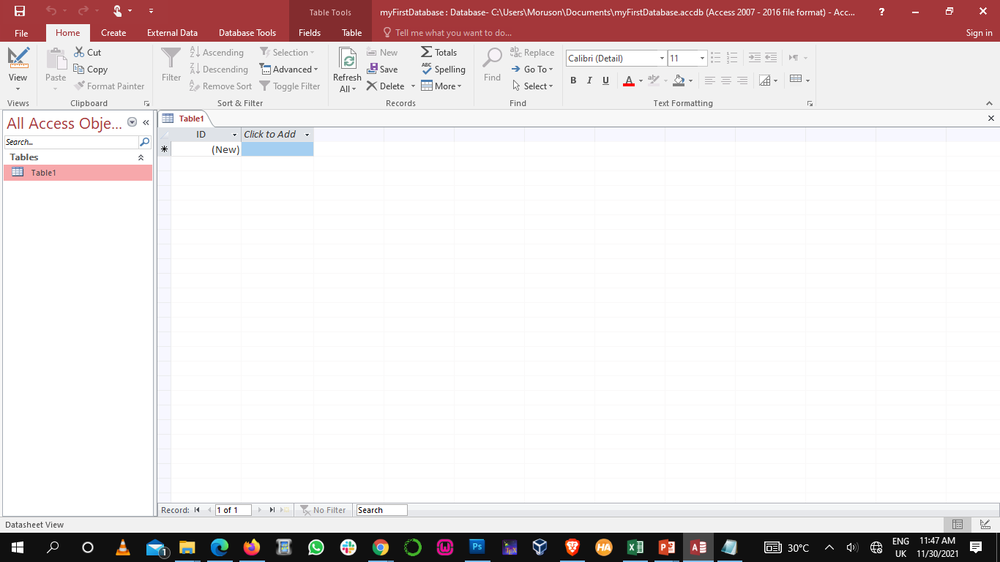 Table Tools
myFirstDatabase : Database- C:\Users\Moruson\Documents\myFirstDatabase.accdb (Access 2007 - 2016 file format) - Acc...
?
File Home Create External Data Database Tools Fields Table Tell me what you want to do... Sign in
View
Views
Paste
Cut
Copy
Format Painter
Clipboard
Filter
Ascending
Descending
Remove Sort
Selection
Advanced
Toggle Filter
Sort & Filter
Refresh
All
New
Save
Delete
Totals
Spelling
More
Records
Find
Replace
Go To
Select
Find
Calibri (Detail) 11
B I U A
Text Formatting
All Access Obje...
Search...
Tables
Table1
Table1
ID Click to Add
(New)
Record: 1 of 1 No Filter Search
Datasheet View
1
Ps
HA
30°C
ENG
UK
11:47 AM
11/30/2021